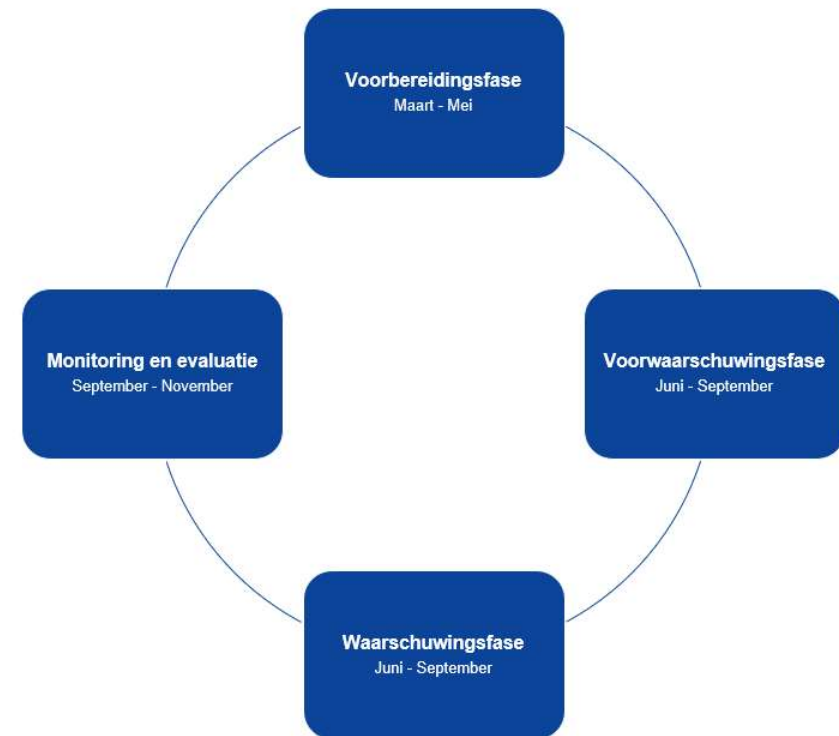 Voorbereidingsfase
Maart - Mei
Monitoring en evaluatie
September - November
Voorwaarschuwingsfase
Juni - September
Waarschuwingsfase
Juni - September